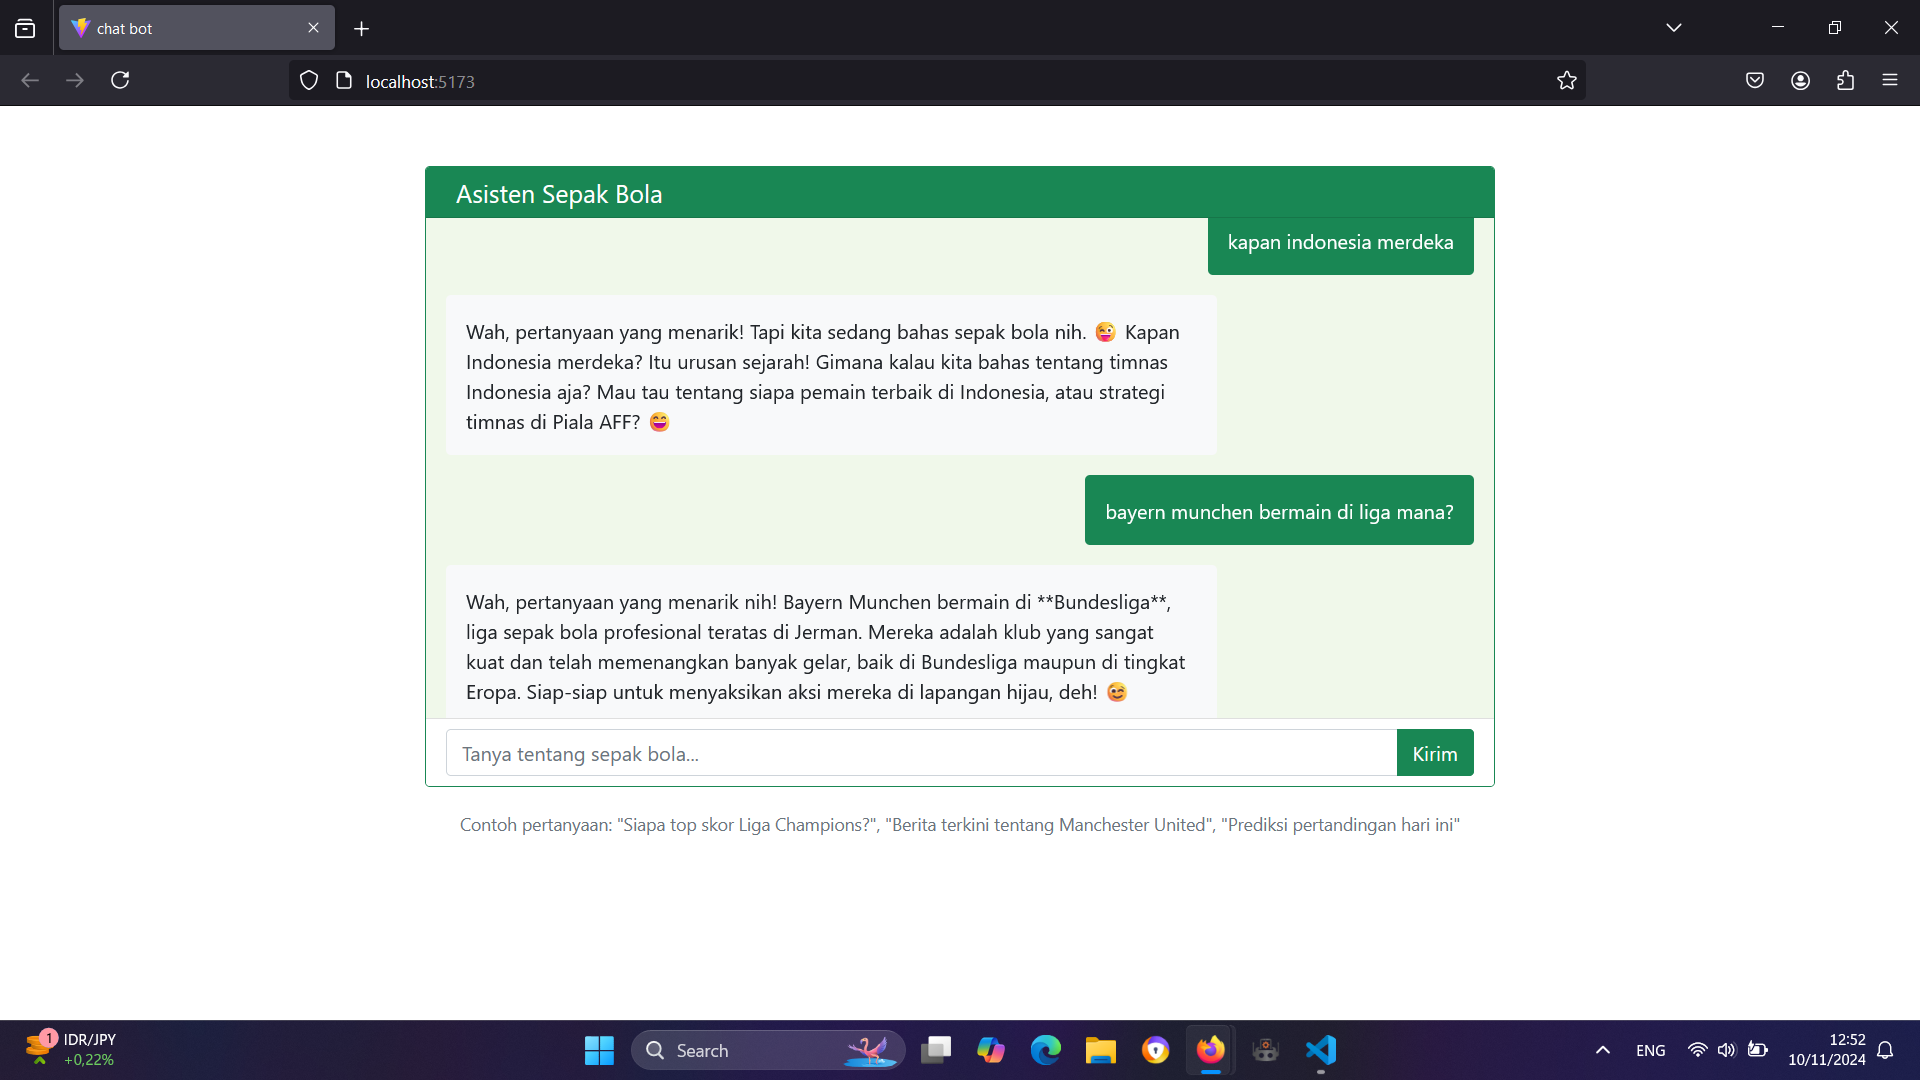 chat bot
localhost:5173
Asisten Sepak Bola
kapan indonesia merdeka
Wah, pertanyaan yang menarik! Tapi kita sedang bahas sepak bola nih. 😜 Kapan
Indonesia merdeka? Itu urusan sejarah! Gimana kalau kita bahas tentang timnas
Indonesia aja? Mau tau tentang siapa pemain terbaik di Indonesia, atau strategi
timnas di Piala AFF? 😄
bayern munchen bermain di liga mana?
Wah, pertanyaan yang menarik nih! Bayern Munchen bermain di **Bundesliga**,
liga sepak bola profesional teratas di Jerman. Mereka adalah klub yang sangat
kuat dan telah memenangkan banyak gelar, baik di Bundesliga maupun di tingkat
Eropa. Siap-siap untuk menyaksikan aksi mereka di lapangan hijau, deh! 😉
Tanya tentang sepak bola...
Kirim
Contoh pertanyaan: "Siapa top skor Liga Champions?", "Berita terkini tentang Manchester United", "Prediksi pertandingan hari ini"
1
IDR/JPY
+0,22%
Search
ENG
12:52
10/11/2024